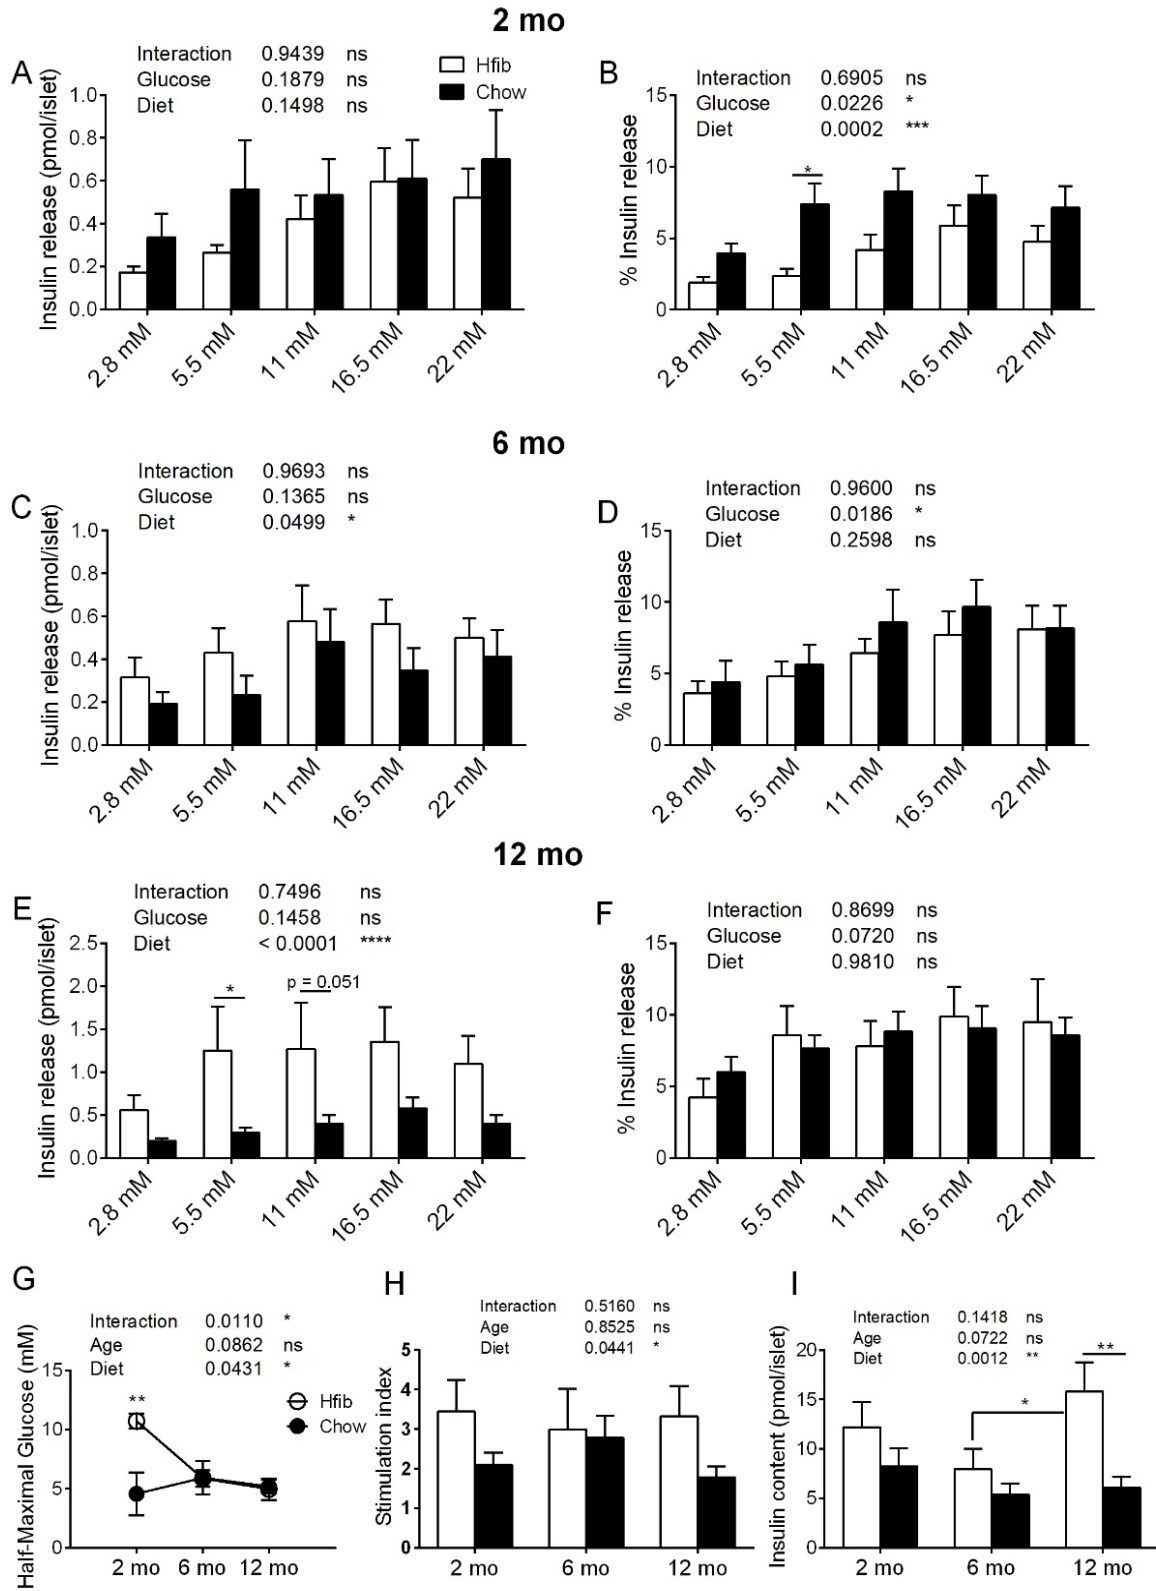 2 mo
A
Interaction 0.9439 ns
Glucose 0.1879 ns
Diet 0.1498 ns
Hfib
Chow
Insulin release (pmol/islet)
1.0
0.8
0.6
0.4
0.2
0.0
2.8 mM 5.5 mM 11 mM 16.5 mM 22 mM
B
Interaction 0.6905 ns
Glucose 0.0226 *
Diet 0.0002 ***
% Insulin release
15
10
5
0
*
2.8 mM 5.5 mM 11 mM 16.5 mM 22 mM
6 mo
C
Interaction 0.9693 ns
Glucose 0.1365 ns
Diet 0.0499 *
Insulin release (pmol/islet)
1.0
0.8
0.6
0.4
0.2
0.0
2.8 mM 5.5 mM 11 mM 16.5 mM 22 mM
D
Interaction 0.9600 ns
Glucose 0.0186 *
Diet 0.2598 ns
% Insulin release
15
10
5
0
2.8 mM 5.5 mM 11 mM 16.5 mM 22 mM
12 mo
E
Interaction 0.7496 ns
Glucose 0.1458 ns
Diet < 0.0001 ****
Insulin release (pmol/islet)
2.5
2.0
1.5
1.0
0.5
0.0
*
p = 0.051
2.8 mM 5.5 mM 11 mM 16.5 mM 22 mM
F
Interaction 0.8699 ns
Glucose 0.0720 ns
Diet 0.9810 ns
% Insulin release
15
10
5
0
2.8 mM 5.5 mM 11 mM 16.5 mM 22 mM
G
Interaction 0.0110 *
Age 0.0862 ns
Diet 0.0431 *
Half-Maximal Glucose (mM)
15
10
5
0
**
Hfib
Chow
2 mo 6 mo 12 mo
H
Interaction 0.5160 ns
Age 0.8525 ns
Diet 0.0441 *
Stimulation index
5
4
3
2
1
0
2 mo 6 mo 12 mo
I
Interaction 0.1418 ns
Age 0.0722 ns
Diet 0.0012 **
Insulin content (pmol/islet)
20
15
10
5
0
*
**
2 mo 6 mo 12 mo